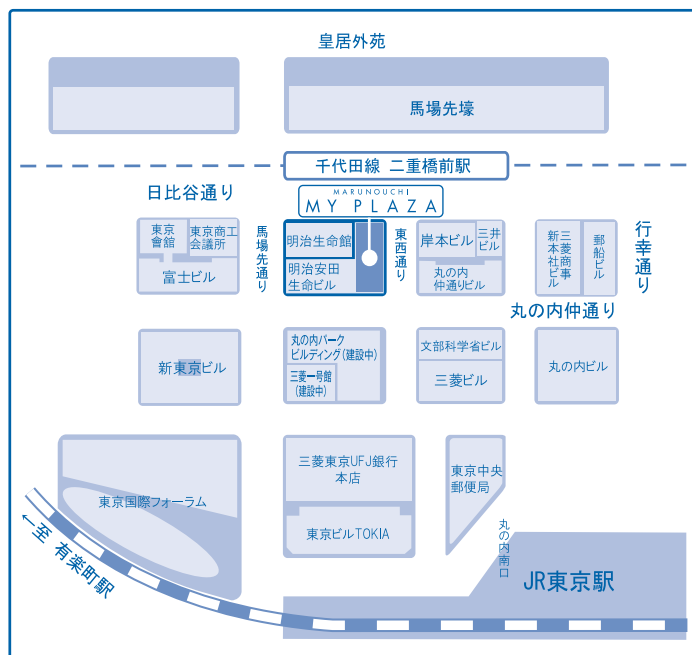 皇居外苑
馬場先壕
千代田線 二重橋前駅
日比谷通り
MARUNOUCHI
MY PLAZA
東京
會館
東京商工
会議所
富士ビル
馬場先通り
明治生命館
明治安田
生命ビル
東西通り
岸本ビル
三井
ビル
丸の内
仲通りビル
三菱商事
新本社ビル
郵船ビル
行幸通り
丸の内仲通り
新東京ビル
丸の内パーク
ビルディング(建設中)
三菱一号館
(建設中)
文部科学省ビル
三菱ビル
丸の内ビル
東京国際フォーラム
三菱東京UFJ銀行
本店
東京ビルTOKIA
東京中央
郵便局
丸の内南口
JR東京駅
←至 有楽町駅